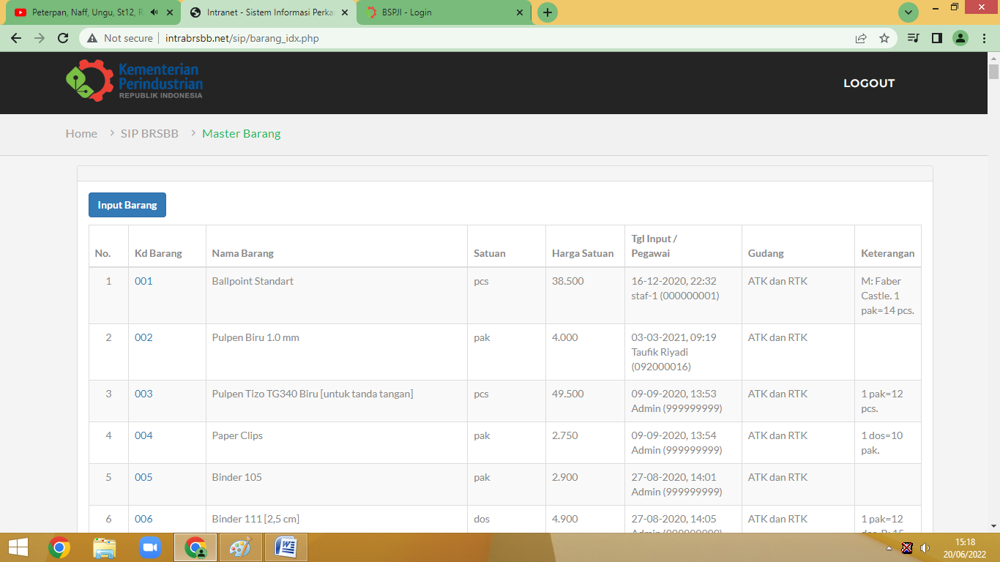 Peterpan, Naff, Ungu, St12, R
Intranet - Sistem Informasi Perka
BSPJI - Login
Not secure
intrabrsbb.net/sip/barang_idx.php
Kementerian
Perindustrian
REPUBLIK INDONESIA
LOGOUT
Home > SIP BRSBB > Master Barang
Input Barang
No. Kd Barang Nama Barang Satuan Harga Satuan Tgl Input / Pegawai Gudang Keterangan
1 001 Ballpoint Standart pcs 38.500 16-12-2020, 22:32 ATK dan RTK M: Faber
staf-1 (000000001) Castle. 1
pak=14 pcs.
2 002 Pulpen Biru 1.0 mm pak 4.000 03-03-2021, 09:19 ATK dan RTK
Taufik Riyadi
(092000016)
3 003 Pulpen Tizo TG340 Biru [untuk tanda tangan] pcs 49.500 09-09-2020, 13:53 ATK dan RTK 1 pak=12
Admin (999999999) pcs.
4 004 Paper Clips pak 2.750 09-09-2020, 13:54 ATK dan RTK 1 dos=10
Admin (999999999) pak.
5 005 Binder 105 pak 2.900 27-08-2020, 14:01 ATK dan RTK
Admin (999999999)
6 006 Binder 111 [2,5 cm] dos 4.900 27-08-2020, 14:05 ATK dan RTK 1 pak=12
15:18
20/06/2022